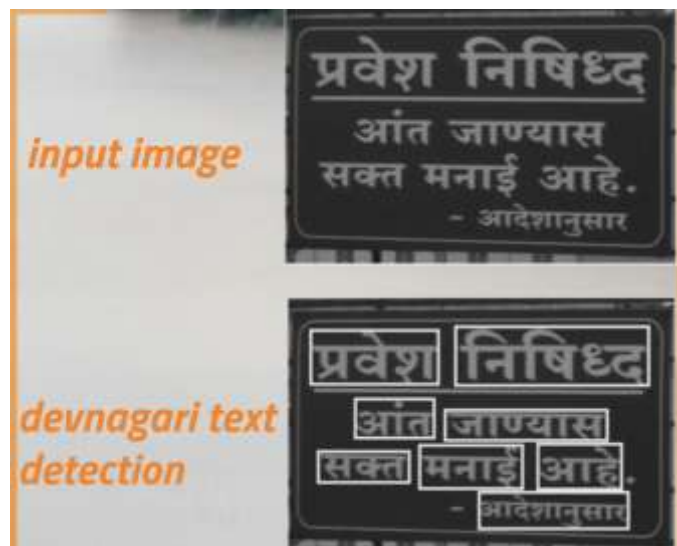 input image
प्रवेश निषिध्द
आंत जाण्यास
सक्त मनाई आहे.
- आदेशानुसार
devnagari text
detection
प्रवेश निषिध्द
आंत जाण्यास
सक्त मनाई आहे.
- आदेशानुसार